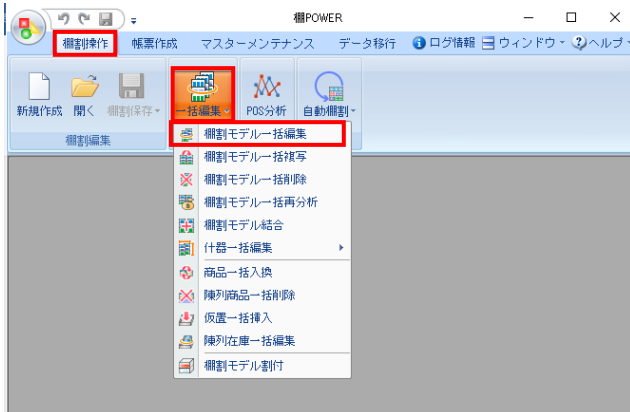 棚POWER
棚割操作 帳票作成 マスターメンテナンス データ移行 ログ情報 ウィンドウ ヘルプ
新規作成 開く 棚割保存 一括編集 POS分析 自動棚割
棚割編集
棚割モデル一括編集
棚割モデル一括複写
棚割モデル一括削除
棚割モデル一括再分析
棚割モデル結合
什器一括編集
商品一括入換
陳列商品一括削除
仮置一括挿入
陳列在庫一括編集
棚割モデル割付